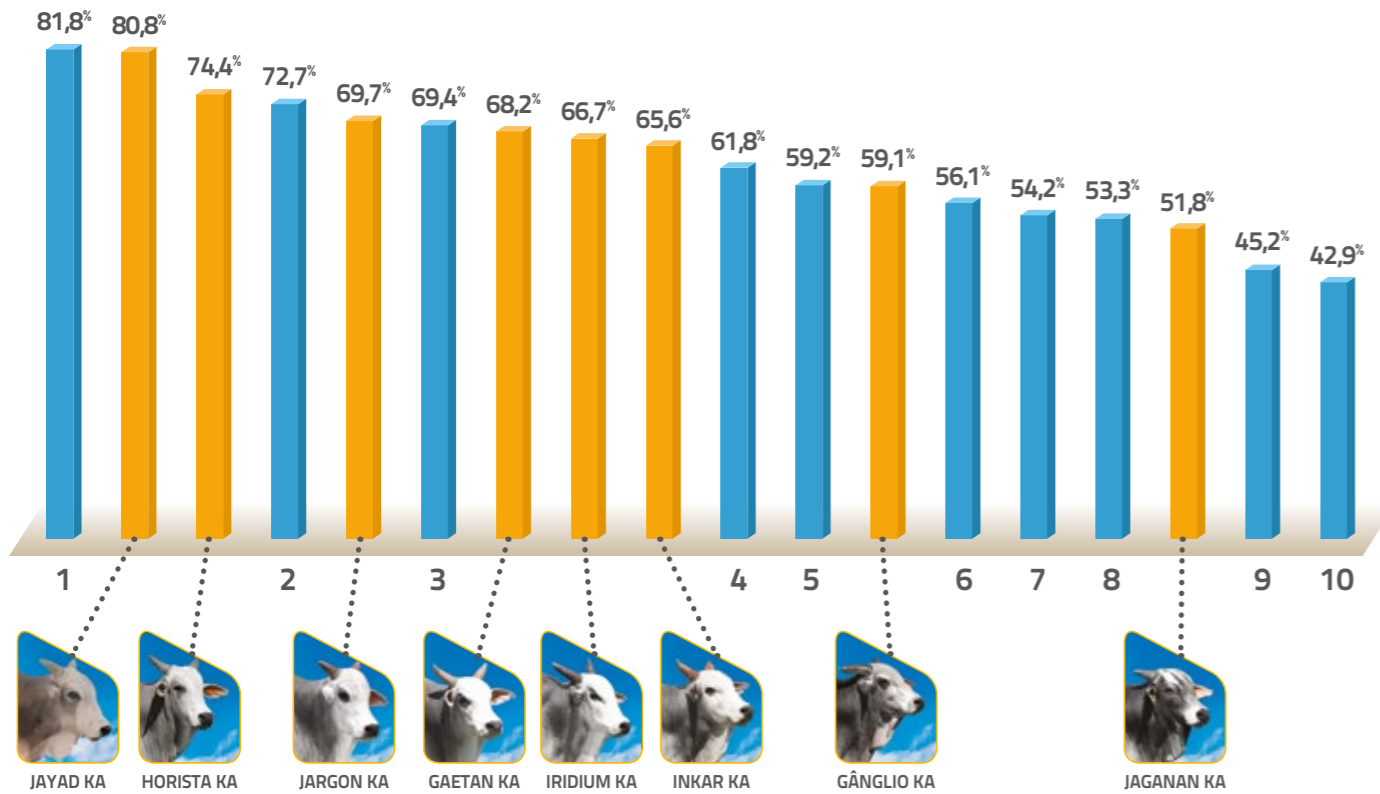 81,8%
80,8%
74,4%
72,7%
69,7%
69,4%
68,2%
66,7%
65,6%
61,8%
59,2%
59,1%
56,1%
54,2%
53,3%
51,8%
45,2%
42,9%
1 2 3 4 5 6 7 8 9 10
JAYAD KA
HORISTA KA
JARGON KA
GAETAN KA
IRIDIUM KA
INKAR KA
GÂNGLIO KA
JAGANAN KA